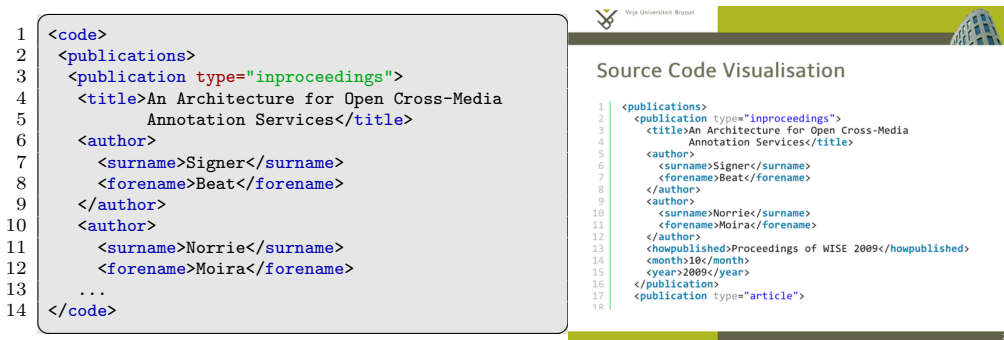 1 <code>
2 <publications>
3 <publication type="inproceedings">
4 <title>An Architecture for Open Cross-Media
5 Annotation Services</title>
6 <author>
7 <surname>Signer</surname>
8 <forename>Beat</forename>
9 </author>
10 <author>
11 <surname>Norrie</surname>
12 <forename>Moira</forename>
13 ...
14 </code>
Vrije Universiteit Brussel
Source Code Visualisation
1 <publications>
2 <publication type="inproceedings">
3 <title>An Architecture for Open Cross-Media
4 Annotation Services</title>
5 <author>
6 <surname>Signer</surname>
7 <forename>Beat</forename>
8 </author>
9 <author>
10 <surname>Norrie</surname>
11 <forename>Moira</forename>
12 </author>
13 <howpublished>Proceedings of WISE 2009</howpublished>
14 <month>10</month>
15 <year>2009</year>
16 </publication>
17 <publication type="article">
18